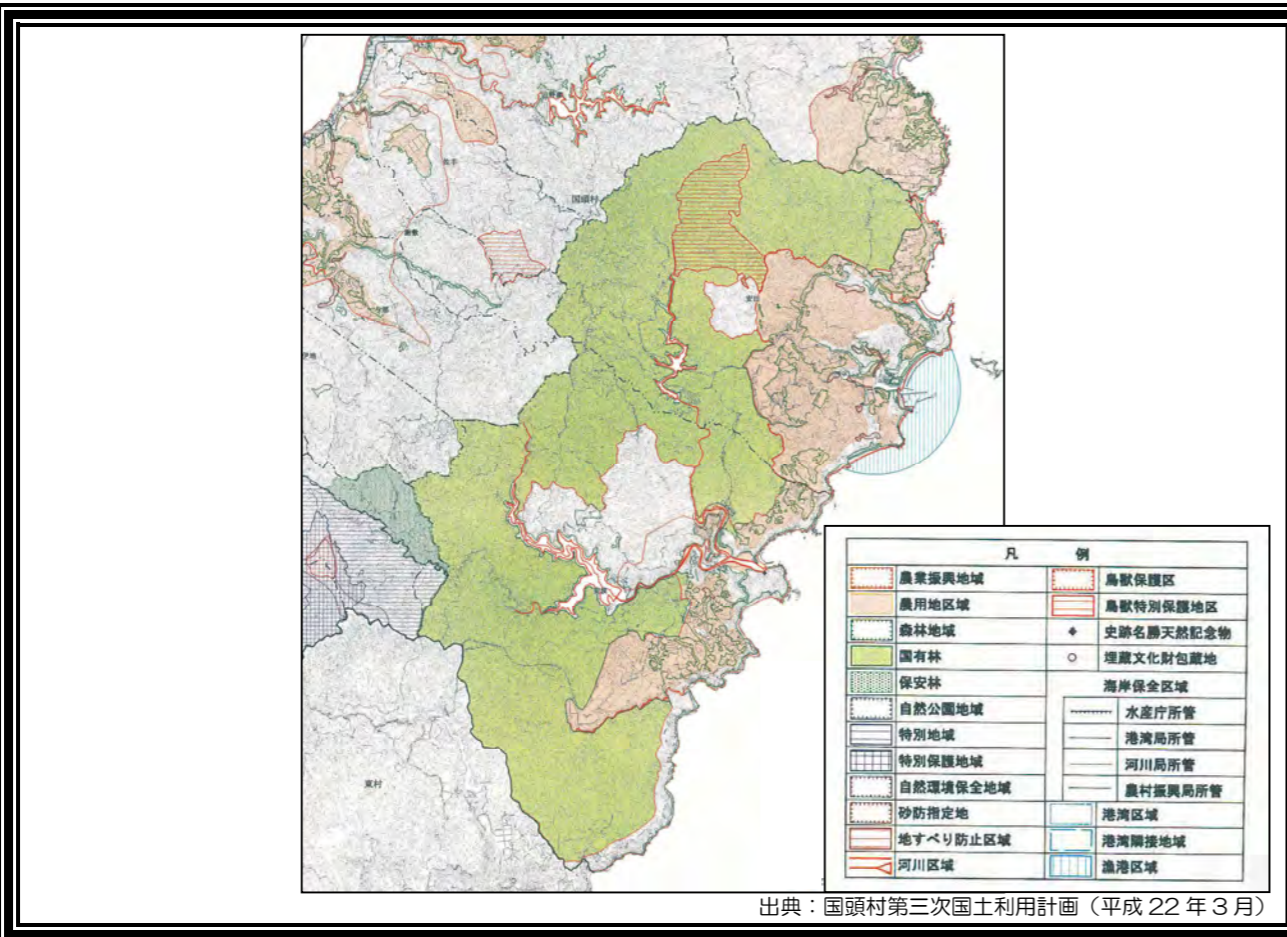 国頭村
安田
東村
凡 例
農業振興地域
農用地区域
森林地域
国有林
保安林
自然公園地域
特別地域
特別保護地域
自然環境保全地域
砂防指定地
地すべり防止区域
河川区域
鳥獣保護区
鳥獣特別保護地区
史跡名勝天然記念物
埋蔵文化財包蔵地
海岸保全区域
水産庁所管
港湾局所管
河川局所管
農村振興局所管
港湾区域
港湾隣接地域
漁港区域
出典：国頭村第三次国土利用計画（平成 22 年 3 月）